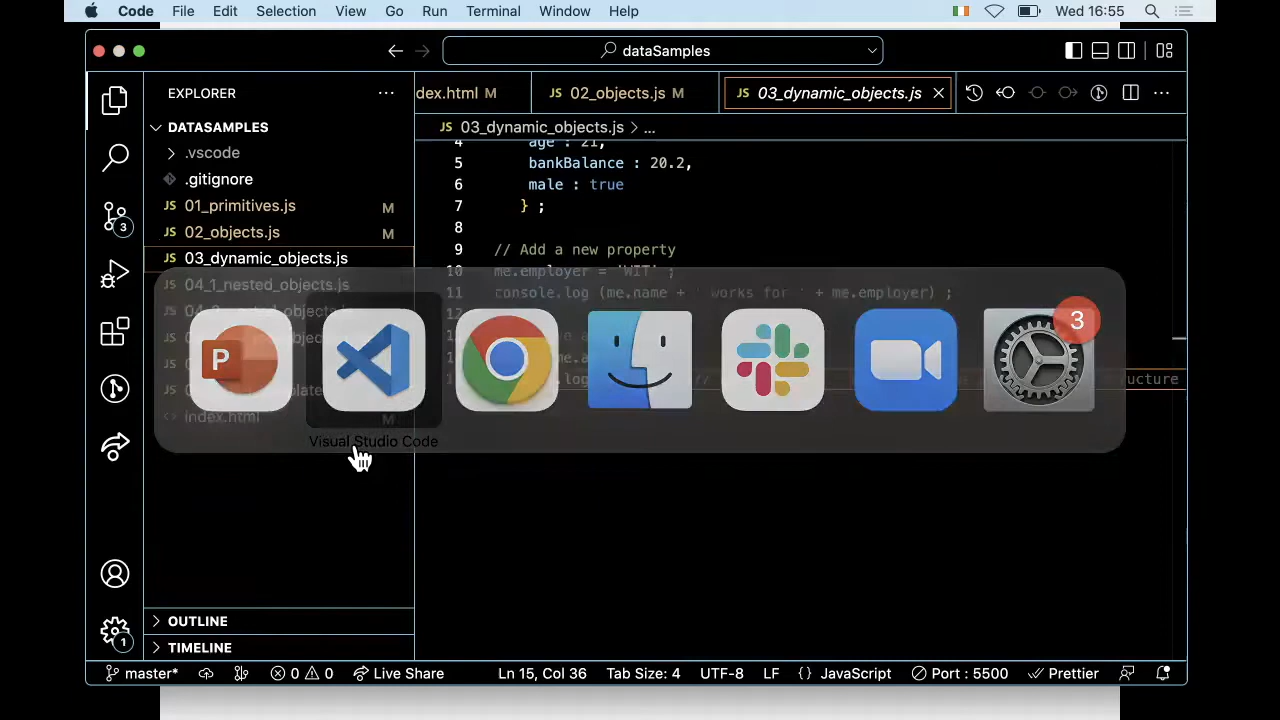 Code File Edit Selection View Go Run Terminal Window Help Wed 16:55
dataSamples
EXPLORER
dex.html M
JS 02_objects.js M
JS 03_dynamic_objects.js
DATASAMPLES
JS 03_dynamic_objects.js > ...
.vscode
.gitignore
JS 01_primitives.js M
JS 02_objects.js M
JS 03_dynamic_objects.js
04_1_nested_objects.js
index.html M
4 age : 21,
5 bankBalance : 20.2,
6 male : true
7 } ;
8
9 // Add a new property
10 me.employer = 'WIT' ;
11 console.log (me.name + ' works for ' + me.employer) ;
ucture
P
3
Visual Studio Code
3
1
OUTLINE
TIMELINE
master* 0 0 Live Share Ln 15, Col 36 Tab Size: 4 UTF-8 LF {} JavaScript Port : 5500 Prettier